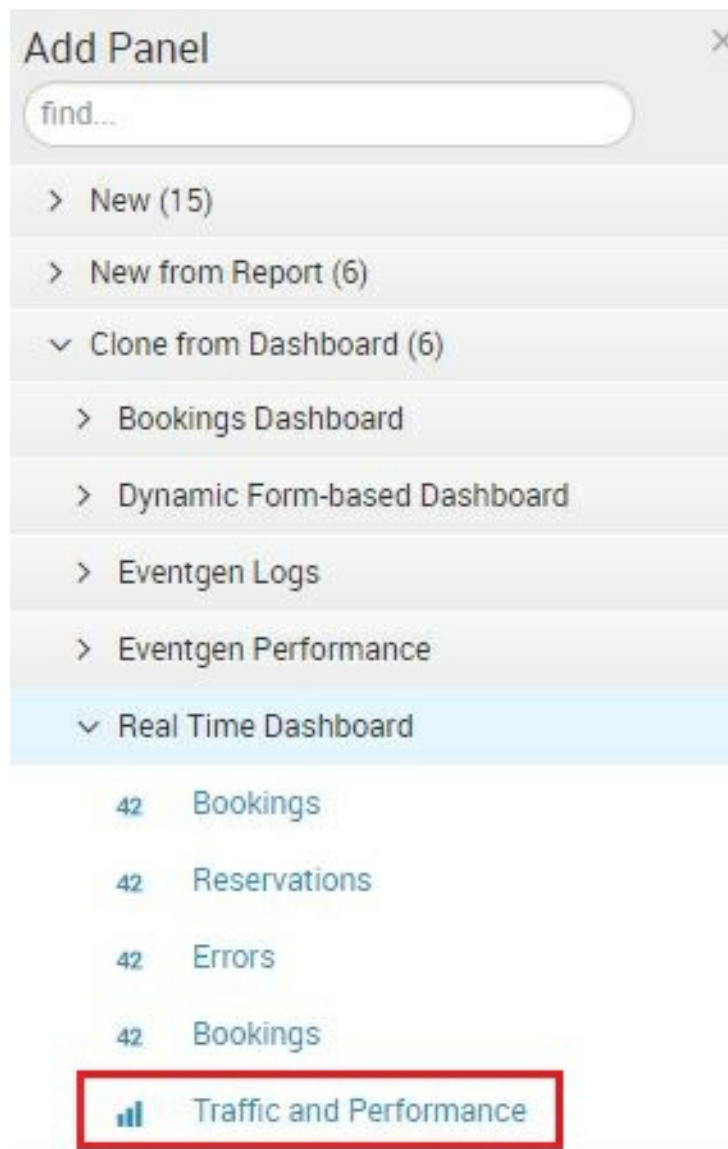 Add Panel
find...
New (15)
New from Report (6)
Clone from Dashboard (6)
Bookings Dashboard
Dynamic Form-based Dashboard
Eventgen Logs
Eventgen Performance
Real Time Dashboard
42 Bookings
42 Reservations
42 Errors
42 Bookings
Traffic and Performance